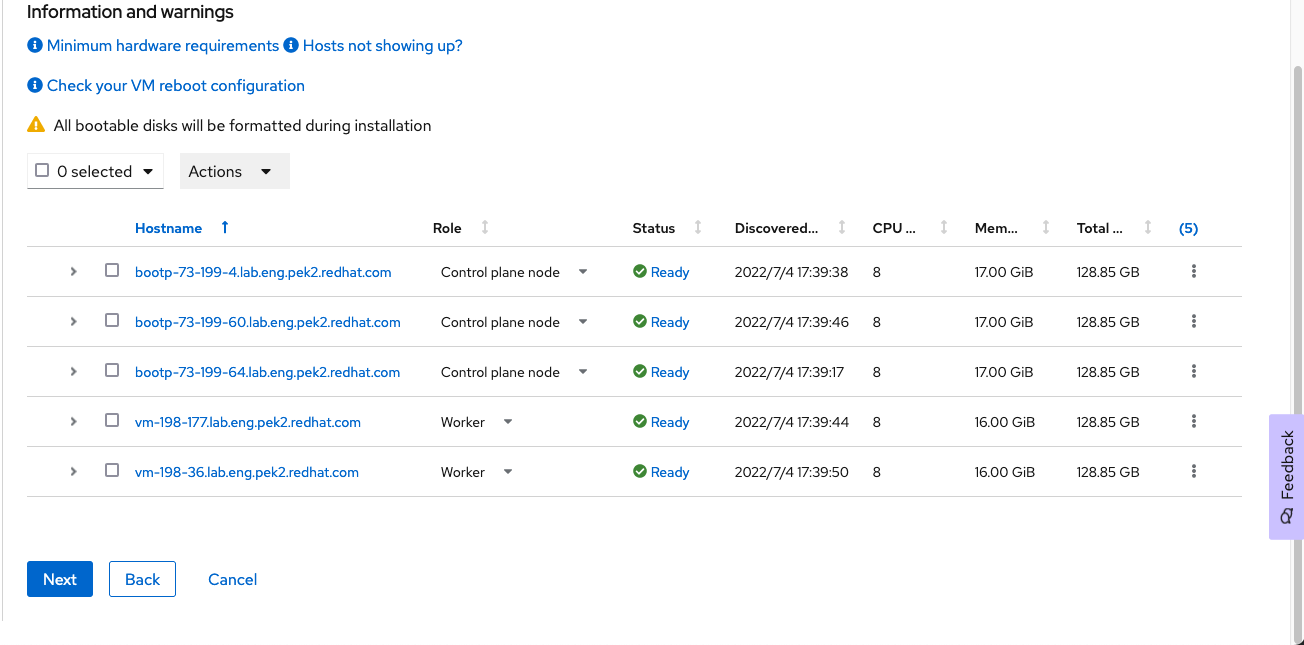 Information and warnings
Minimum hardware requirements Hosts not showing up?
Check your VM reboot configuration
All bootable disks will be formatted during installation
0 selected Actions
Hostname Role Status Discovered... CPU ... Mem... Total ... (5)
bootp-73-199-4.lab.eng.pek2.redhat.com Control plane node Ready 2022/7/4 17:39:38 8 17.00 GiB 128.85 GB
bootp-73-199-60.lab.eng.pek2.redhat.com Control plane node Ready 2022/7/4 17:39:46 8 17.00 GiB 128.85 GB
bootp-73-199-64.lab.eng.pek2.redhat.com Control plane node Ready 2022/7/4 17:39:17 8 17.00 GiB 128.85 GB
vm-198-177.lab.eng.pek2.redhat.com Worker Ready 2022/7/4 17:39:44 8 16.00 GiB 128.85 GB
vm-198-36.lab.eng.pek2.redhat.com Worker Ready 2022/7/4 17:39:50 8 16.00 GiB 128.85 GB
Feedback
Next Back Cancel